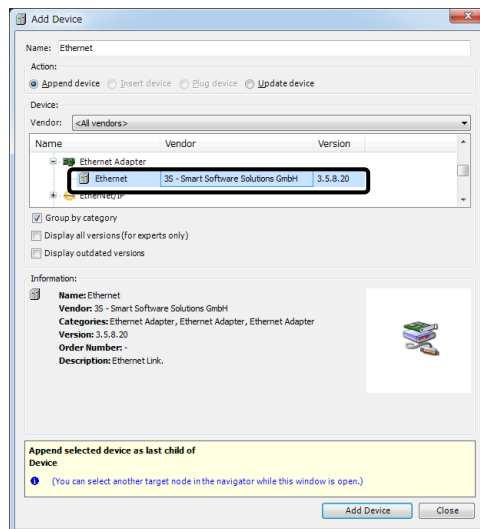 Add Device
Name: Ethernet
Action:
Append device Insert device Plug device Update device
Device:
Vendor: <All vendors>
Name Vendor Version
Ethernet Adapter
Ethernet 3S - Smart Software Solutions GmbH 3.5.8.20
EtherNet/IP
Group by category
Display all versions (for experts only)
Display outdated versions
Information:
Name: Ethernet
Vendor: 3S - Smart Software Solutions GmbH
Categories: Ethernet Adapter, Ethernet Adapter, Ethernet Adapter
Version: 3.5.8.20
Order Number: -
Description: Ethernet Link.
Append selected device as last child of
Device
(You can select another target node in the navigator while this window is open.)
Add Device Close